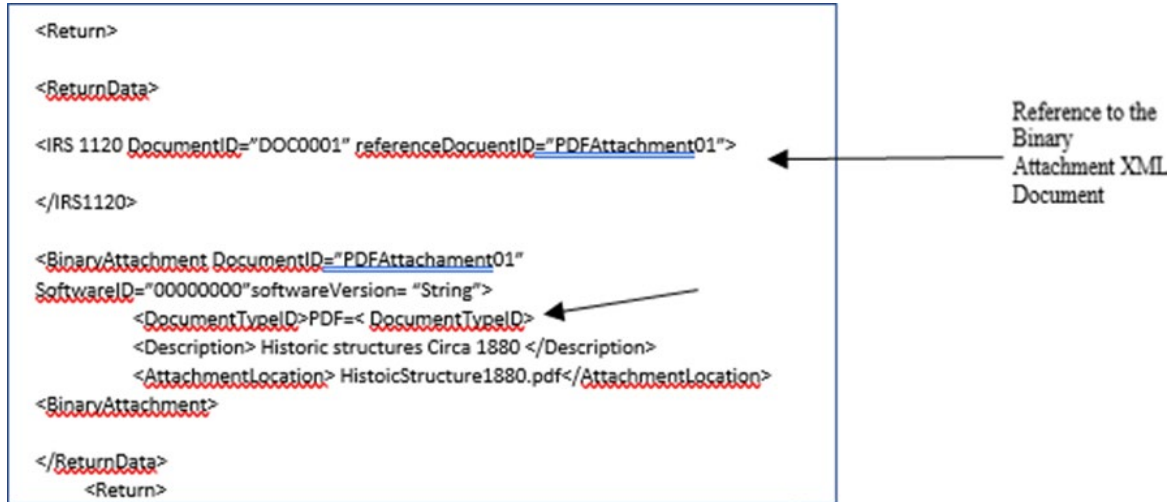 <Return>
<ReturnData>
<IRS 1120 DocumentID="DOC0001" referenceDocuentID="PDFAttachment01">
</IRS1120>
<BinaryAttachment DocumentID="PDFAttachament01"
SoftwareID="00000000"softwareVersion= "String">
<DocumentTypeID>PDF=< DocumentTypeID>
<Description> Historic structures Circa 1880 </Description>
<AttachmentLocation> HistoicStructure1880.pdf</AttachmentLocation>
<BinaryAttachment>
</ReturnData>
<Return>
Reference to the
Binary
Attachment XML
Document